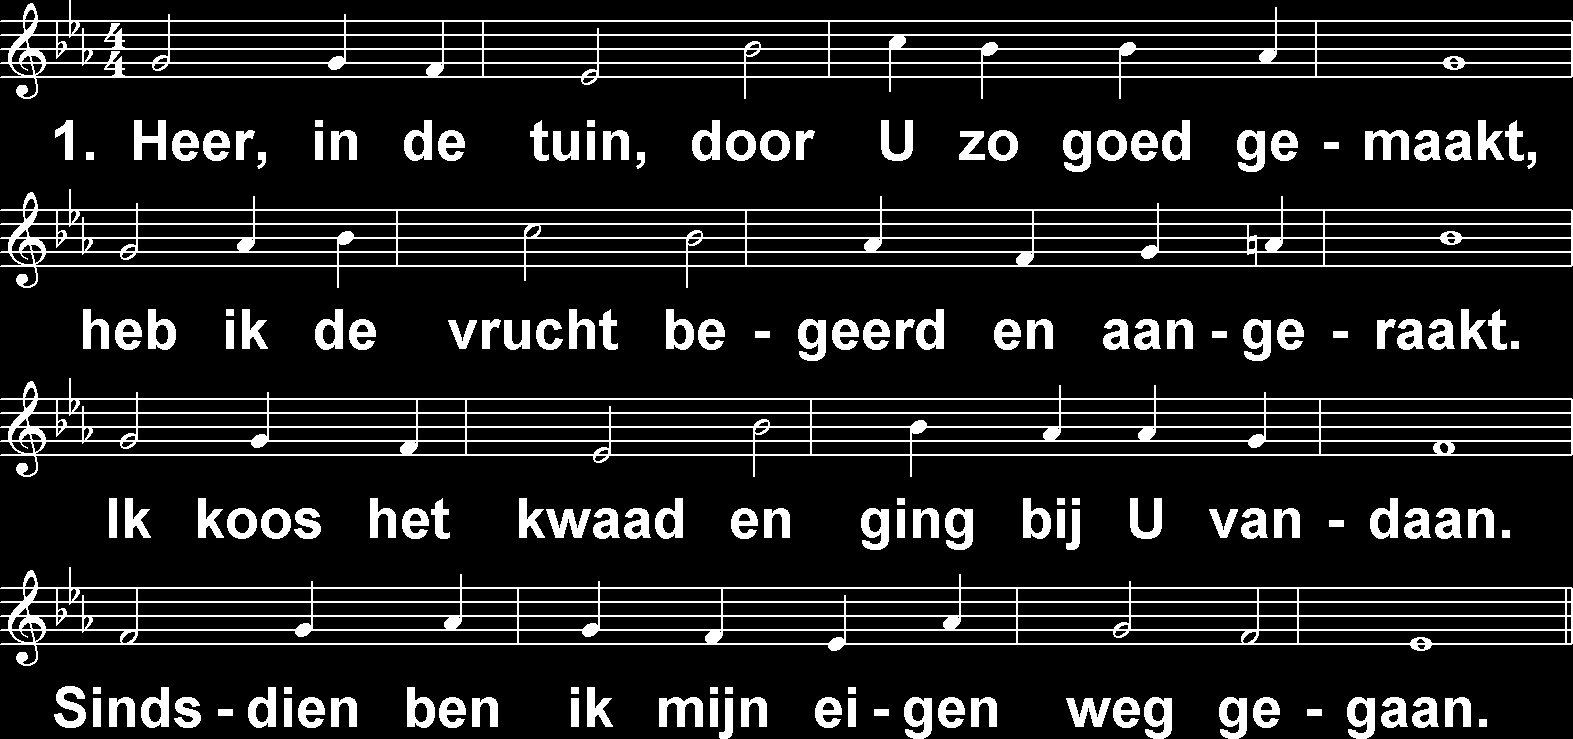 1. Heer, in de tuin, door U zo goed ge - maakt,
heb ik de vrucht be - geerd en aan - ge - raakt.
Ik koos het kwaad en ging bij U van - daan.
Sinds - dien ben ik mijn ei - gen weg ge - gaan.